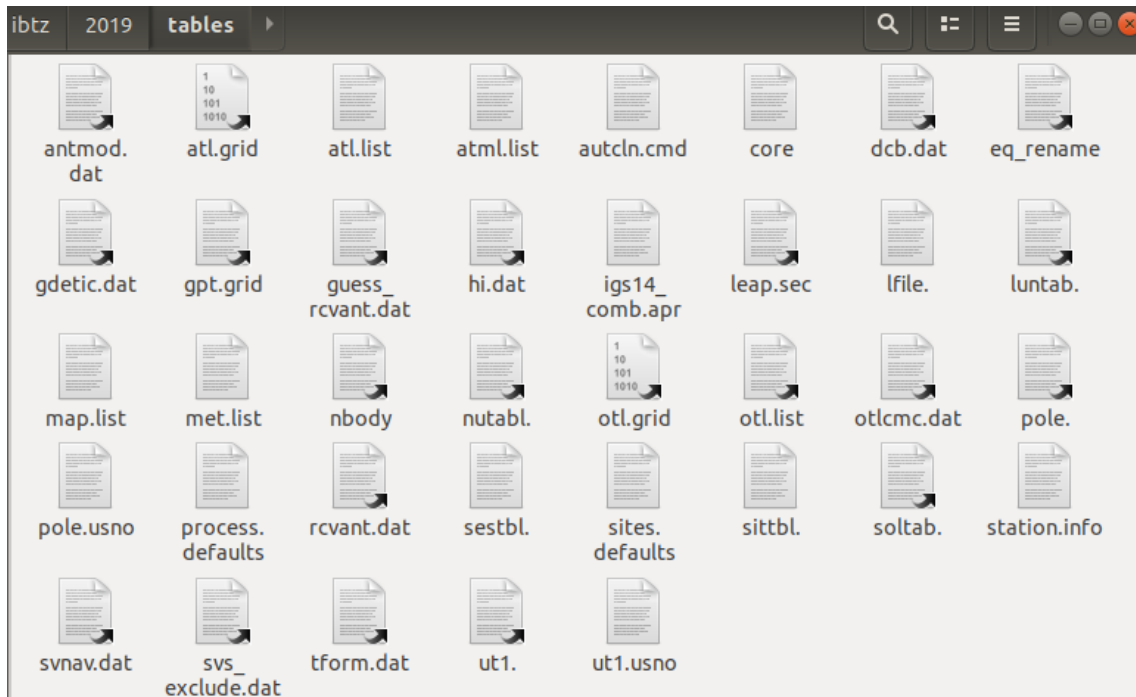 ibtz 2019 tables
1
10
101
1010
antmod. atl.grid atl.list atml.list autcln.cmd core dcb.dat eq_rename
dat
gdetic.dat gpt.grid guess_ hi.dat igs14_ leap.sec lfile. luntab.
rcvant.dat comb.apr
1
10
101
1010
map.list met.list nbody nutabl. otl.grid otl.list otlcmc.dat pole.
pole.usno process. rcvant.dat sestbl. sites. sittbl. soltab. station.info
defaults defaults
svnav.dat svs_ tform.dat ut1. ut1.usno
exclude.dat